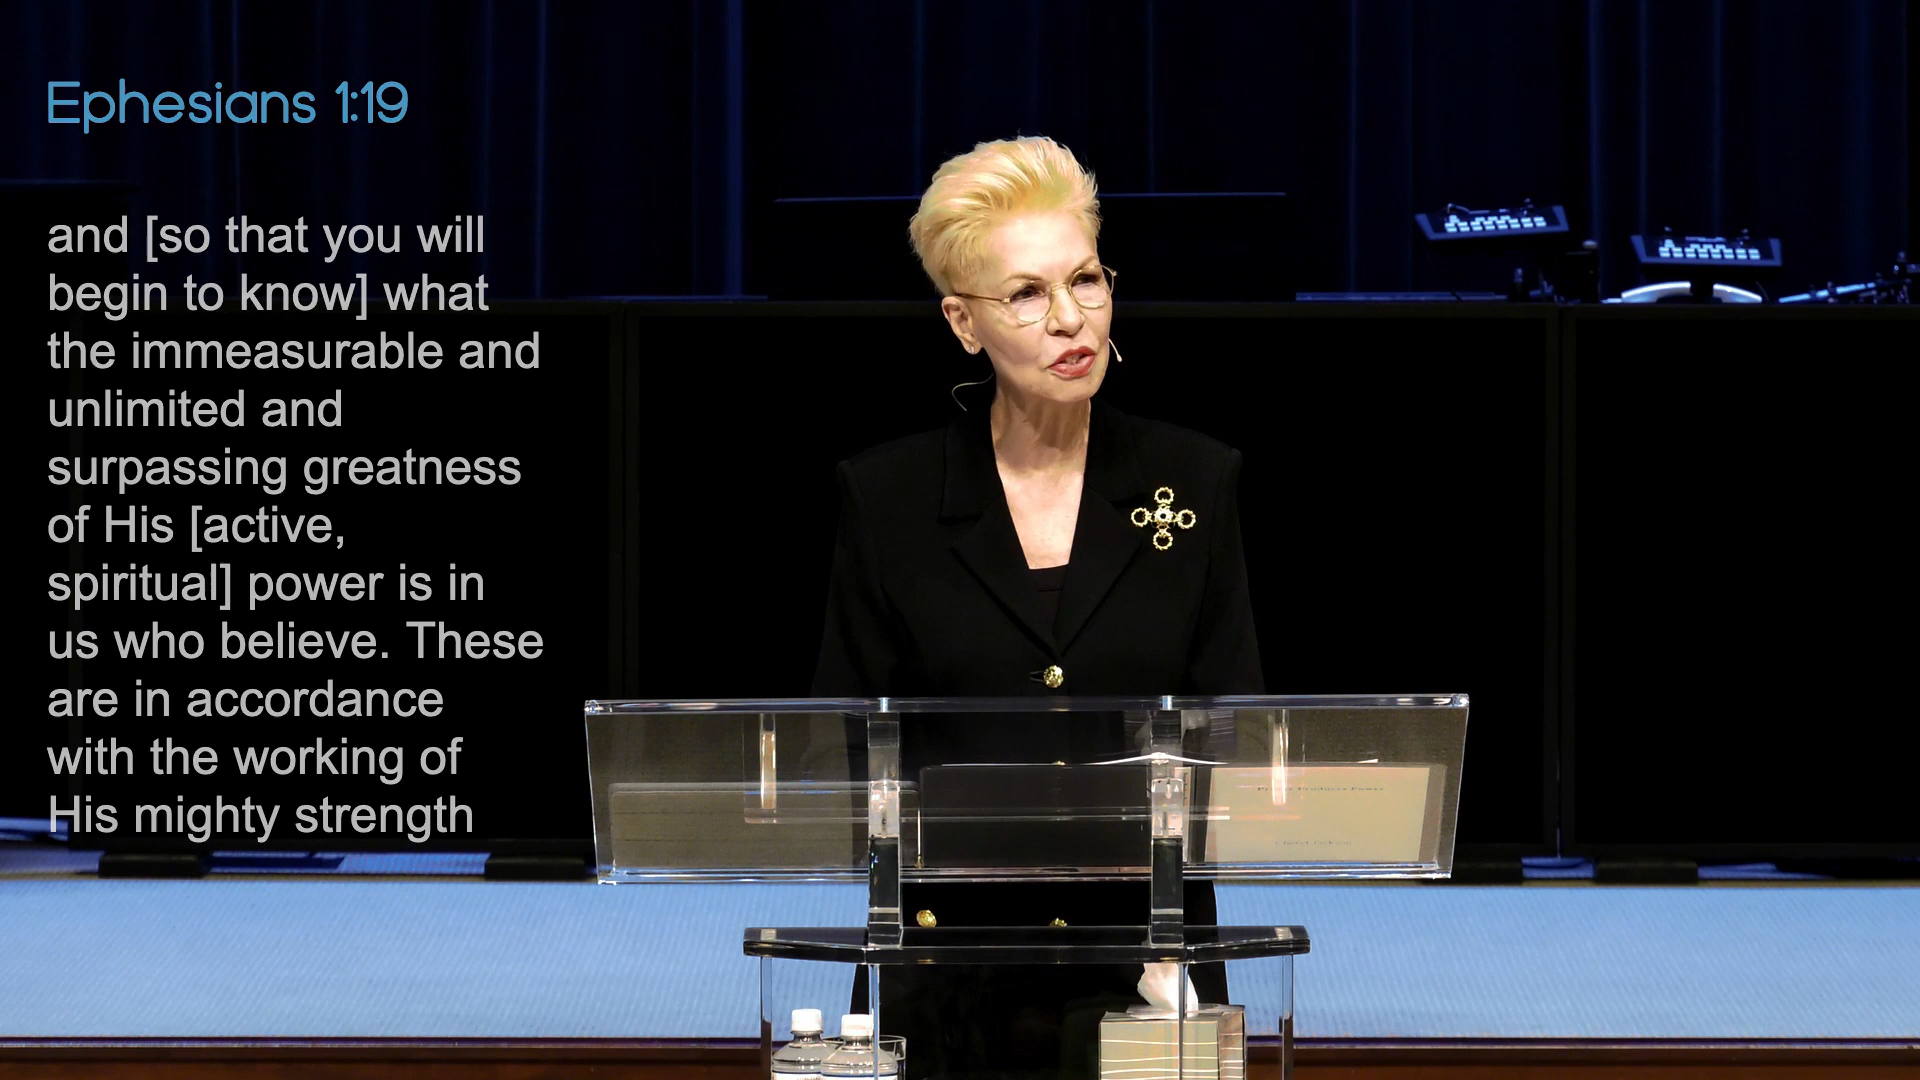 Ephesians 1:19
and [so that you will
begin to know] what
the immeasurable and
unlimited and
surpassing greatness
of His [active,
spiritual] power is in
us who believe. These
are in accordance
with the working of
His mighty strength
Power